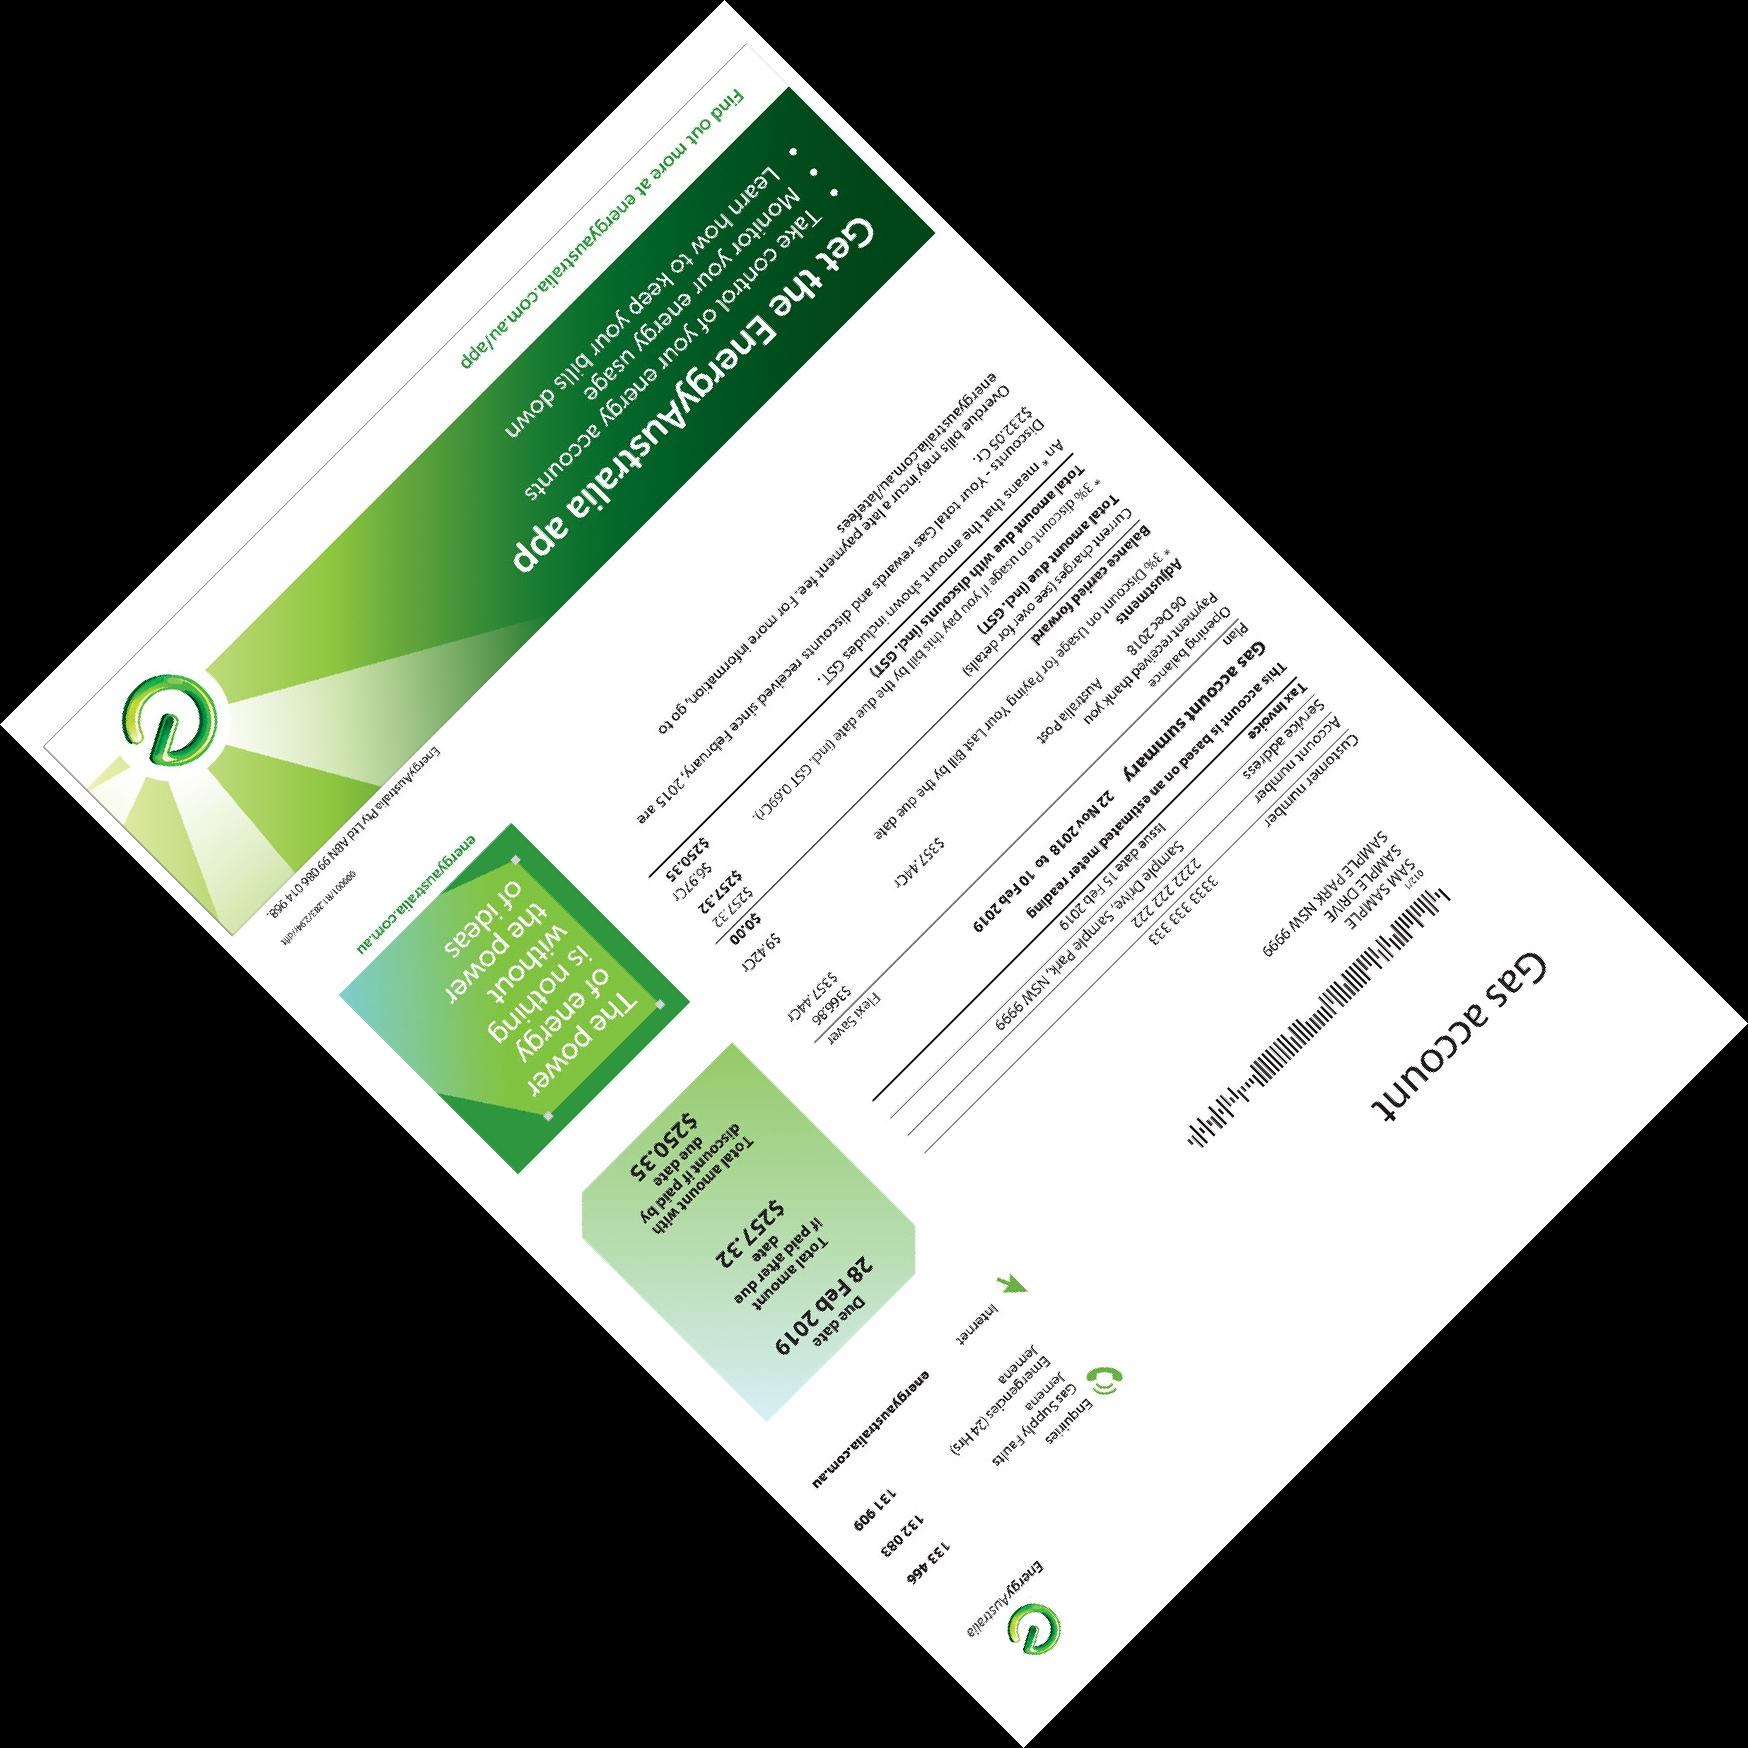 Gas account
EnergyAustralia
012/1
SAM SAMPLE
SAMPLE DRIVE
SAMPLE PARK NSW 9999
Enquiries 133 466
Gas Supply Faults
Jemena 132 083
Emergencies (24 Hrs)
Jemena 131 909
Internet energyaustralia.com.au
Customer number 3333 333 333
Account number 2222 222 222
Service address Sample Drive, Sample Park, NSW 9999
Tax Invoice Issue date 15 Feb 2019
This account is based on an estimated meter reading
Gas account summary 22 Nov 2018 to 10 Feb 2019
Plan Flexi Saver
Opening balance $366.86
Payment received thank you $357.44Cr
06 Dec 2018 Australia Post $357.44Cr
Adjustments
* 3% Discount on Usage for Paying Your Last Bill by the due date $9.42Cr
Balance carried forward $0.00
Current charges (see over for details) $257.32
Total amount due (incl. GST) $257.32
* 3% discount on usage if you pay this bill by the due date (incl. GST 0.69Cr). $6.97Cr
Total amount due with discounts (incl. GST) $250.35
An * means that the amount shown includes GST.
Discounts - Your total Gas rewards and discounts received since February, 2015 are
$232.05 Cr.
Overdue bills may incur a late payment fee. For more information, go to
energyaustralia.com.au/latefees
Due date
28 Feb 2019
Total amount
if paid after due
date
$257.32
Total amount with
discount if paid by
due date
$250.35
The power
of energy
is nothing
without
the power
of ideas
energyaustralia.com.au
000001/R1 283/294/dft
EnergyAustralia Pty Ltd ABN 99 086 014 968.
Get the EnergyAustralia app
• Take control of your energy accounts
• Monitor your energy usage
• Learn how to keep your bills down
Find out more at energyaustralia.com.au/app